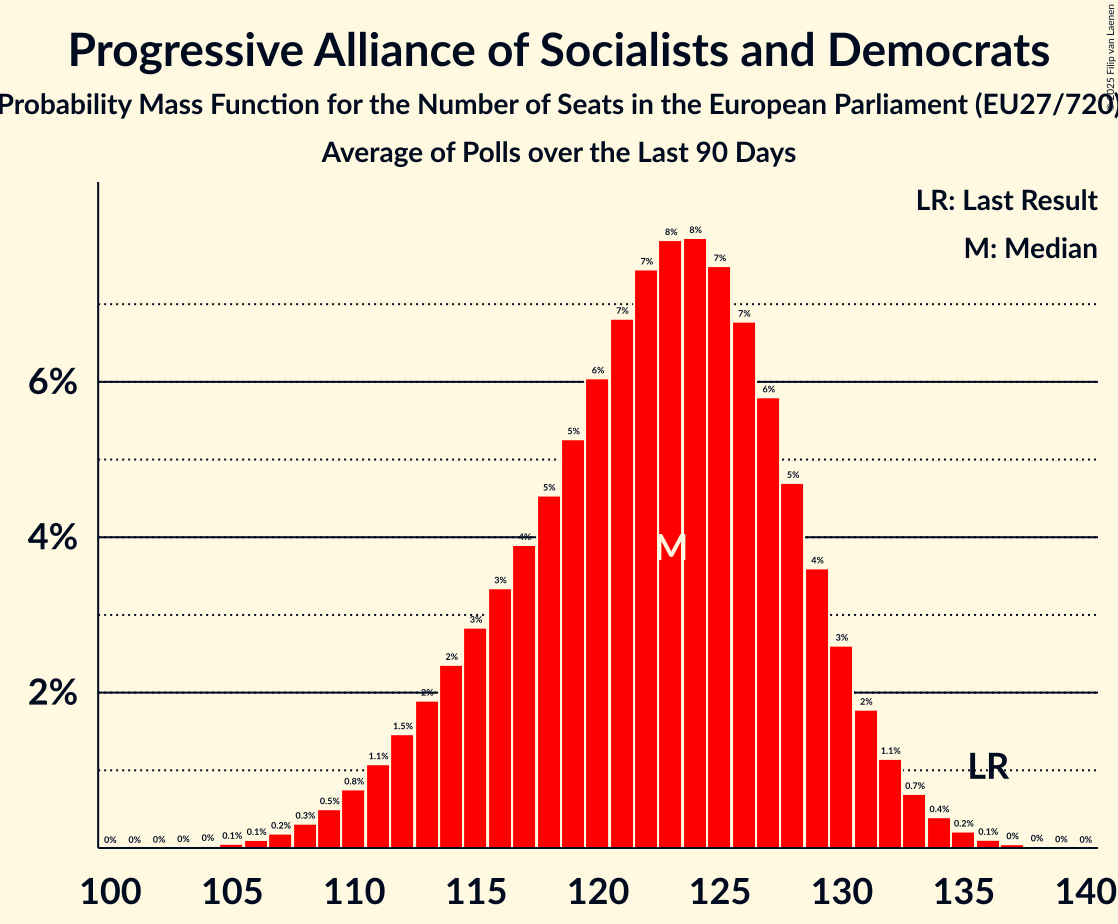 Progressive Alliance of Socialists and Democrats
Probability Mass Function for the Number of Seats in the European Parliament (EU27/720)
Average of Polls over the Last 90 Days
© 2025 Filip van Laenen
LR: Last Result
M: Median
6%
4%
2%
0% 0% 0% 0% 0% 0.1% 0.1% 0.2% 0.3% 0.5% 0.8% 1.1% 1.5% 2% 2% 3% 3% 4% 5% 5% 6% 7% 7% 8% 8% 7% 7% 6% 5% 4% 3% 2% 1.1% 0.7% 0.4% 0.2% 0.1% 0% 0% 0% 0%
M
LR
100 105 110 115 120 125 130 135 140